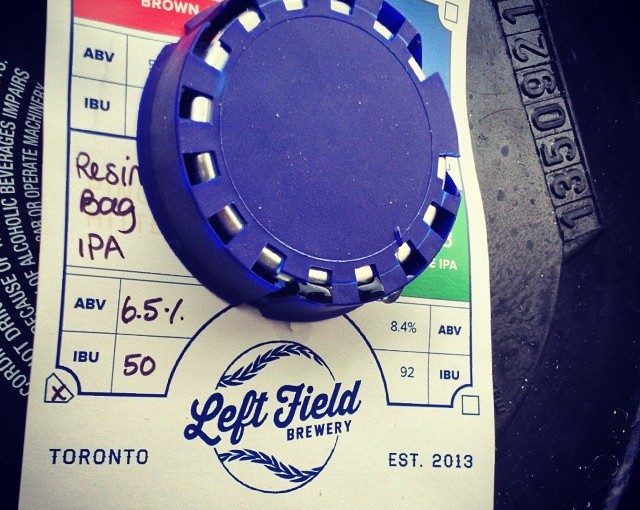 BROWN
ABV
IBU
Resin
Bag
IPA
E IPA
ABV 6.5% 8.4% ABV
IBU 50 92 IBU
X
Left Field
BREWERY
TORONTO EST. 2013
1350921
ALCOHOLIC BEVERAGES IMPAIRS
OR OPERATE MACHINERY